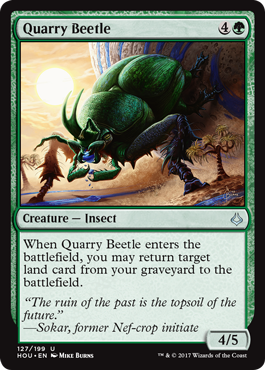 Quarry Beetle 4
Creature — Insect
When Quarry Beetle enters the
battlefield, you may return target
land card from your graveyard to the
battlefield.
“The ruin of the past is the topsoil of the
future.”
—Sokar, former Nef-crop initiate
4/5
127/199 U
HOU • EN Mike Burns
™ & © 2017 Wizards of the Coast